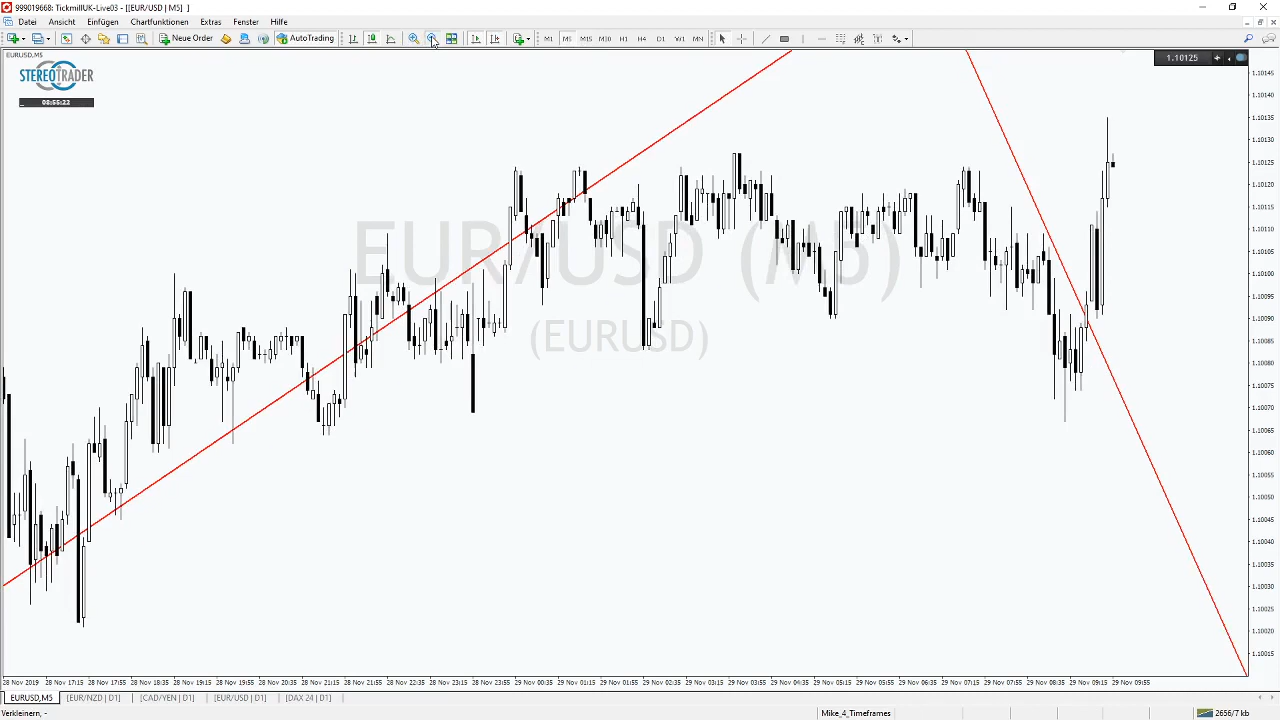 999019668: TickmillUK-Live03 - [[EUR/USD | M5] ]
Datei Ansicht Einfügen Chartfunktionen Extras Fenster Hilfe
Neue Order AutoTrading M1 M5 M15 M30 H1 H4 D1 W1 MN
EURUSD,M5
STEREOTRADER
08:55:22
1.10125
EUR/USD (M5)
(EURUSD)
1.10145
1.10140
1.10135
1.10130
1.10125
1.10120
1.10115
1.10110
1.10105
1.10100
1.10095
1.10090
1.10085
1.10080
1.10075
1.10070
1.10065
1.10060
1.10055
1.10050
1.10045
1.10040
1.10035
1.10030
1.10025
1.10020
1.10015
28 Nov 2019 28 Nov 17:15 28 Nov 17:55 28 Nov 18:35 28 Nov 19:15 28 Nov 19:55 28 Nov 20:35 28 Nov 21:15 28 Nov 21:55 28 Nov 22:35 28 Nov 23:15 28 Nov 23:55 29 Nov 00:35 29 Nov 01:15 29 Nov 01:55 29 Nov 02:35 29 Nov 03:15 29 Nov 03:55 29 Nov 04:35 29 Nov 05:15 29 Nov 05:55 29 Nov 06:35 29 Nov 07:15 29 Nov 07:55 29 Nov 08:35 29 Nov 09:15 29 Nov 09:55
EURUSD,M5 [EUR/NZD | D1] [CAD/YEN | D1] [EUR/USD | D1] [DAX 24 | D1]
Verkleinern, - Mike_4_Timeframes 2656/7 kb